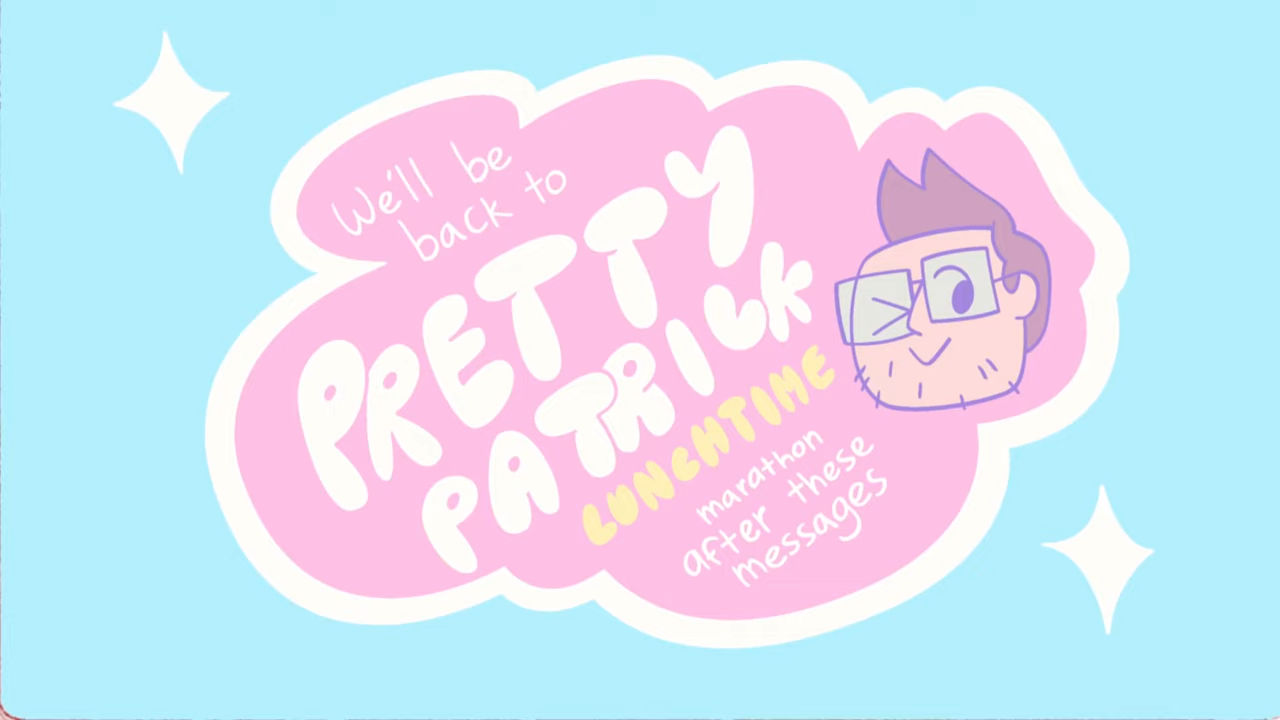 We'll be
back to
PRETTY
PATRICK
LUNCHTIME
marathon
after these
messages